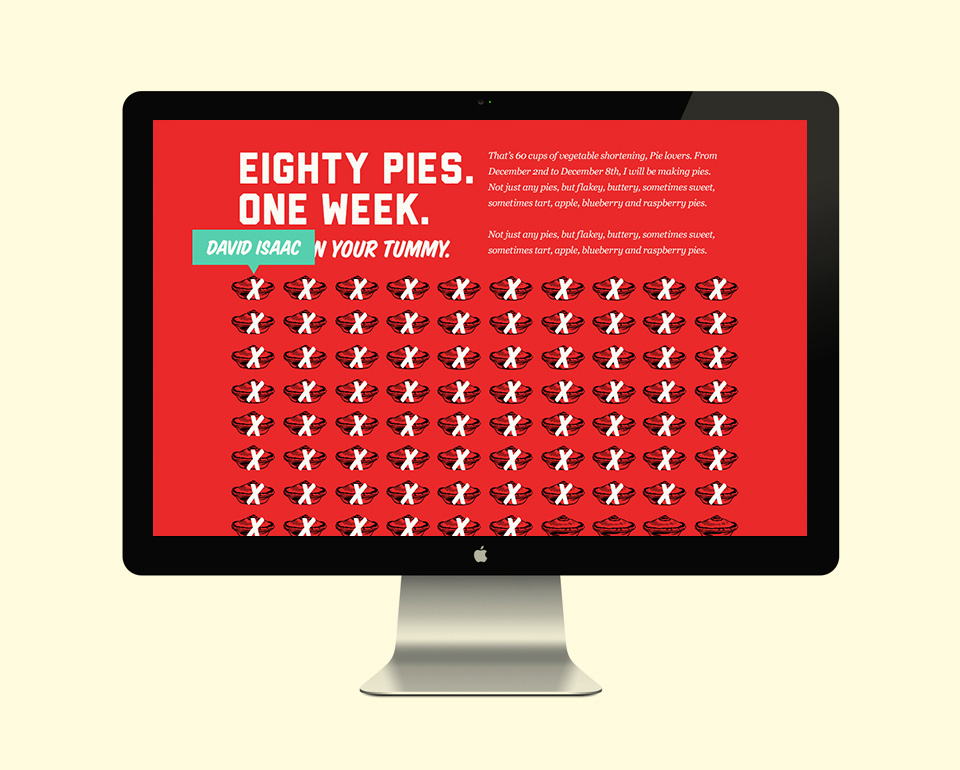 EIGHTY PIES.
ONE WEEK.
DAVID ISAAC
N YOUR TUMMY.
That's 60 cups of vegetable shortening, Pie lovers. From
December 2nd to December 8th, I will be making pies.
Not just any pies, but flakey, buttery, sometimes sweet,
sometimes tart, apple, blueberry and raspberry pies.
Not just any pies, but flakey, buttery, sometimes sweet,
sometimes tart, apple, blueberry and raspberry pies.
X X X X X X X X X X
X X X X X X X X X X
X X X X X X X X X X
X X X X X X X X X X
X X X X X X X X X X
X X X X X X X X X X
X X X X X X X X X X
X X X X X X